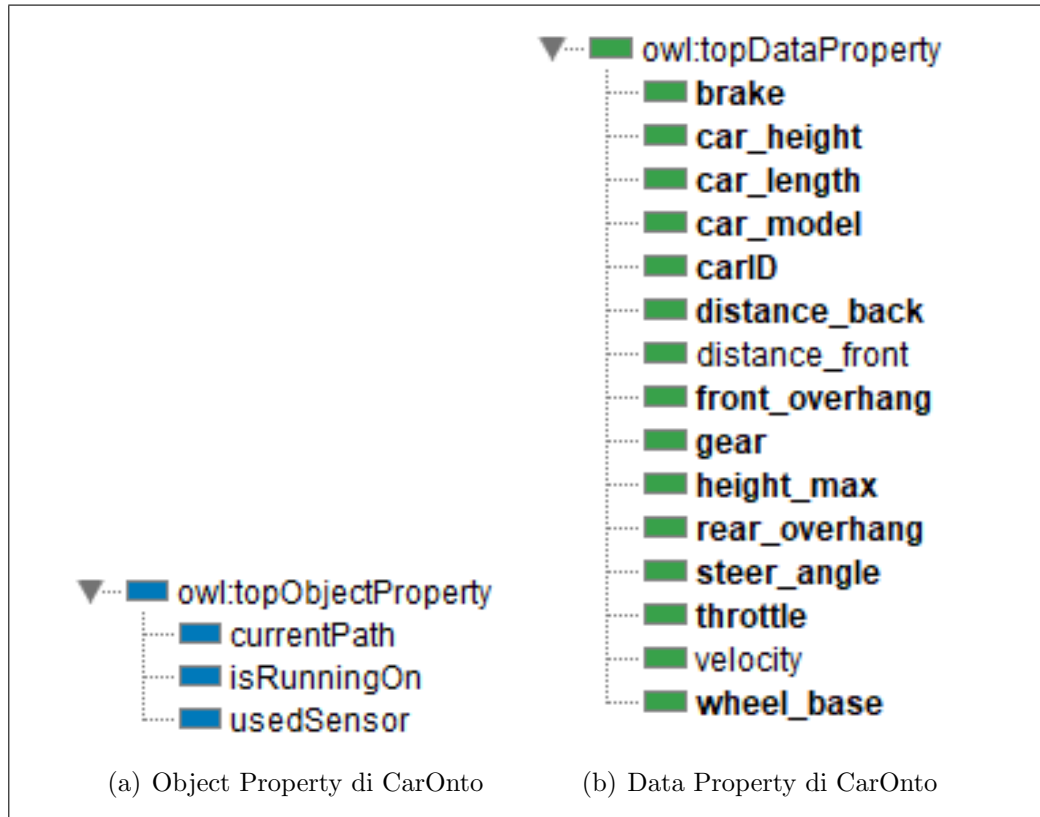 owl:topObjectProperty
currentPath
isRunningOn
usedSensor
(a) Object Property di CarOnto
owl:topDataProperty
brake
car_height
car_length
car_model
carID
distance_back
distance_front
front_overhang
gear
height_max
rear_overhang
steer_angle
throttle
velocity
wheel_base
(b) Data Property di CarOnto